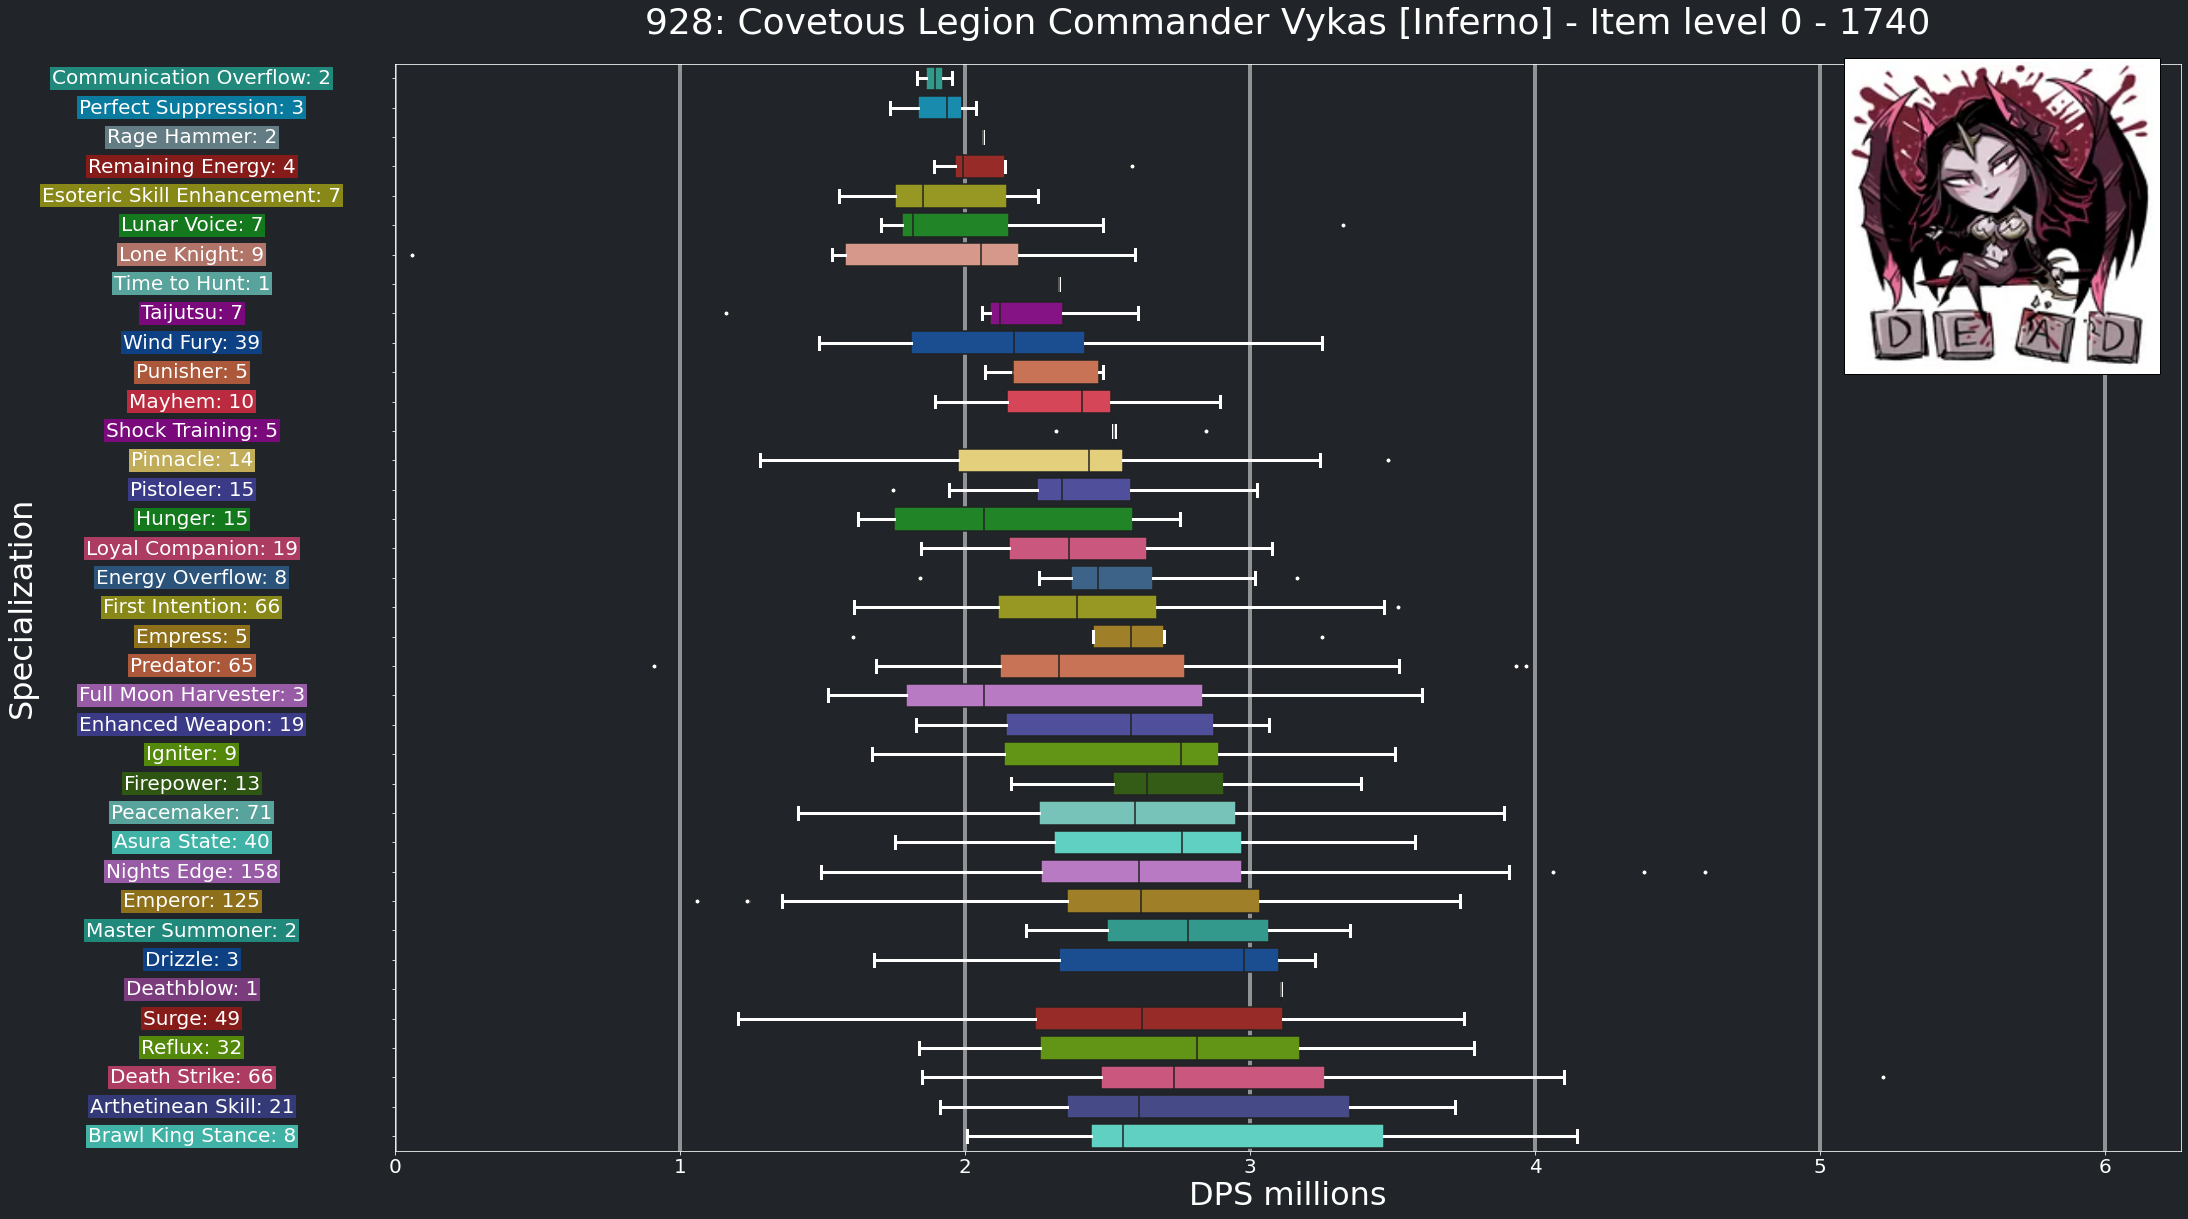 928: Covetous Legion Commander Vykas [Inferno] - Item level 0 - 1740
Communication Overflow: 2
Perfect Suppression: 3
Rage Hammer: 2
Remaining Energy: 4
Esoteric Skill Enhancement: 7
Lunar Voice: 7
Lone Knight: 9
Time to Hunt: 1
Taijutsu: 7
Wind Fury: 39
Punisher: 5
Mayhem: 10
Shock Training: 5
Pinnacle: 14
Pistoleer: 15
Hunger: 15
Loyal Companion: 19
Energy Overflow: 8
First Intention: 66
Empress: 5
Predator: 65
Full Moon Harvester: 3
Enhanced Weapon: 19
Igniter: 9
Firepower: 13
Peacemaker: 71
Asura State: 40
Nights Edge: 158
Emperor: 125
Master Summoner: 2
Drizzle: 3
Deathblow: 1
Surge: 49
Reflux: 32
Death Strike: 66
Arthetinean Skill: 21
Brawl King Stance: 8
Specialization
DEAD
0 1 2 3 4 5 6
DPS millions